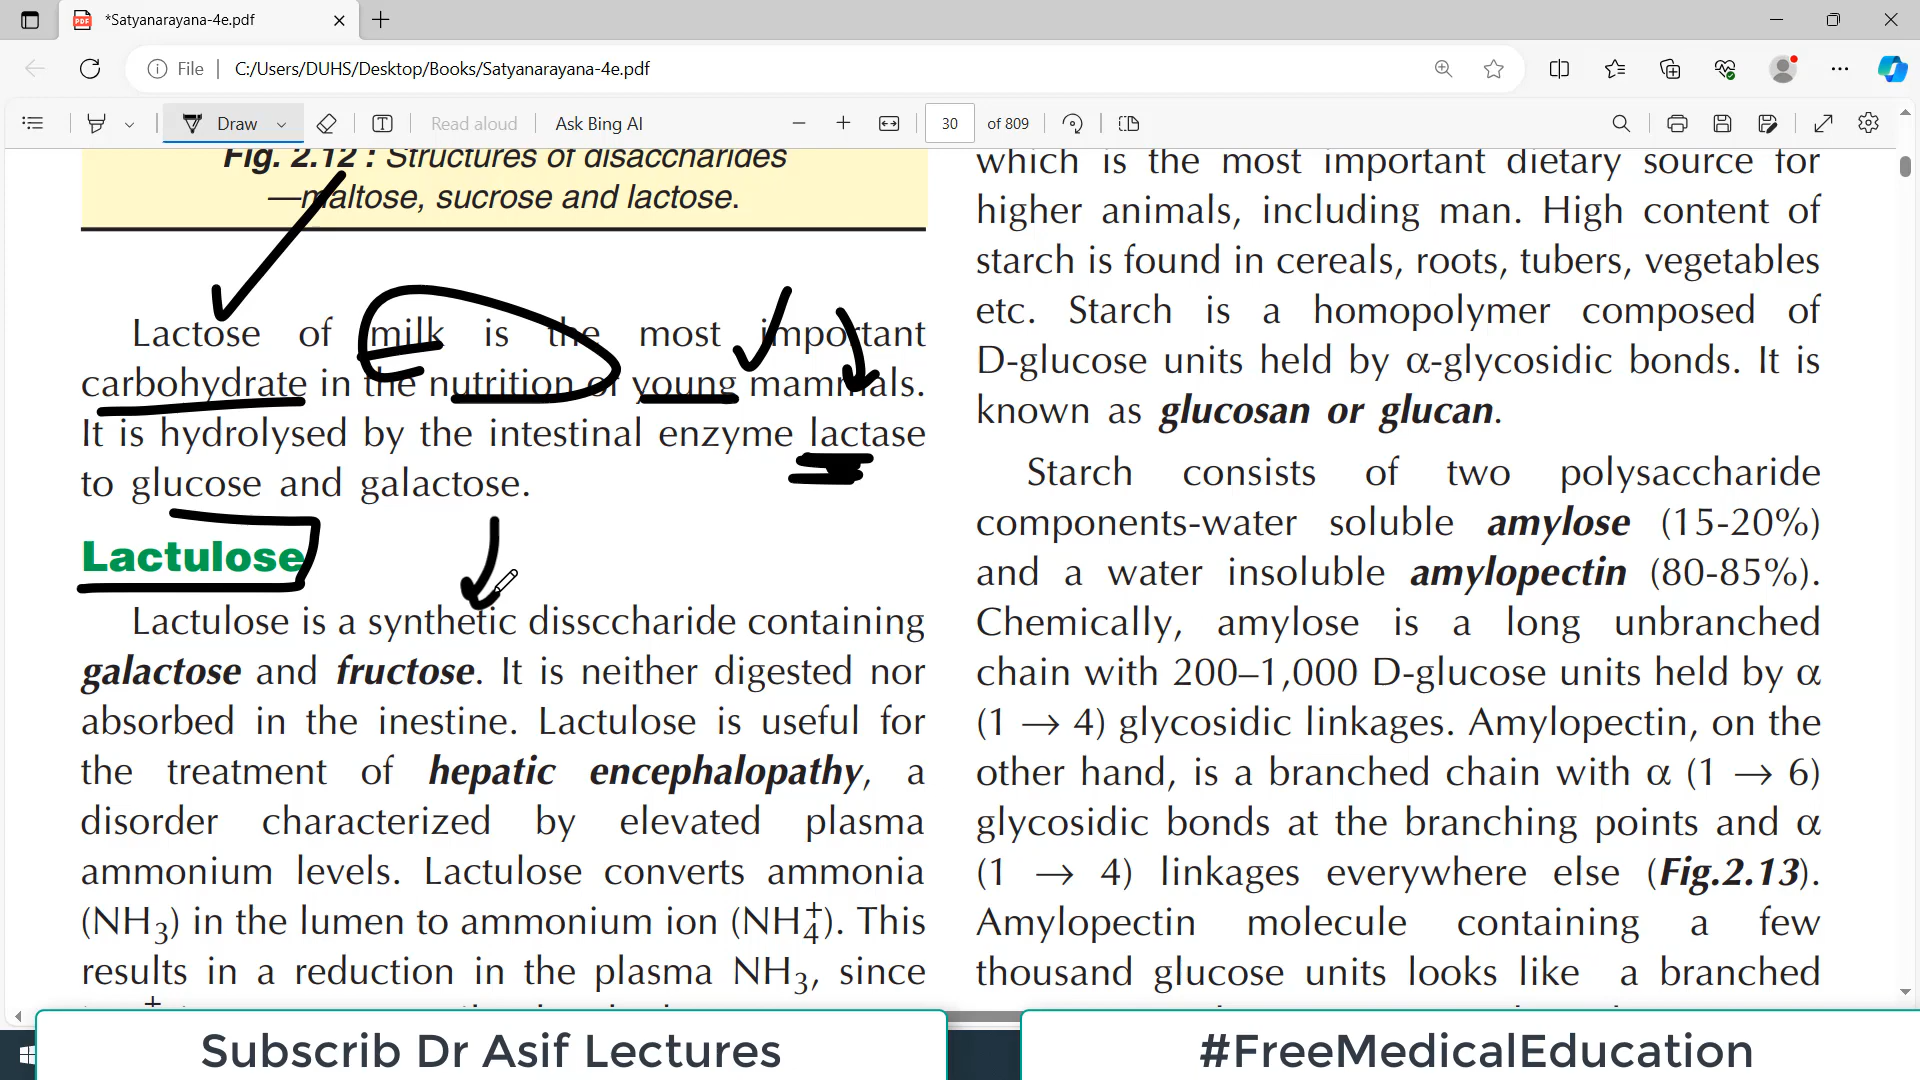 *Satyanarayana-4e.pdf
File
C:/Users/DUHS/Desktop/Books/Satyanarayana-4e.pdf
Draw
Read aloud
Ask Bing AI
30 of 809
Fig. 2.12 : Structures of disaccharides
—maltose, sucrose and lactose.
Lactose of milk is the most important
carbohydrate in the nutrition of young mammals.
It is hydrolysed by the intestinal enzyme lactase
to glucose and galactose.
Lactulose
Lactulose is a synthetic dissccharide containing
galactose and fructose. It is neither digested nor
absorbed in the inestine. Lactulose is useful for
the treatment of hepatic encephalopathy, a
disorder characterized by elevated plasma
ammonium levels. Lactulose converts ammonia
(NH₃) in the lumen to ammonium ion (NH₄⁺). This
results in a reduction in the plasma NH₃, since
which is the most important dietary source for
higher animals, including man. High content of
starch is found in cereals, roots, tubers, vegetables
etc. Starch is a homopolymer composed of
D-glucose units held by α-glycosidic bonds. It is
known as glucosan or glucan.
Starch consists of two polysaccharide
components-water soluble amylose (15-20%)
and a water insoluble amylopectin (80-85%).
Chemically, amylose is a long unbranched
chain with 200–1,000 D-glucose units held by α
(1 → 4) glycosidic linkages. Amylopectin, on the
other hand, is a branched chain with α (1 → 6)
glycosidic bonds at the branching points and α
(1 → 4) linkages everywhere else (Fig.2.13).
Amylopectin molecule containing a few
thousand glucose units looks like a branched
Subscrib Dr Asif Lectures
#FreeMedicalEducation